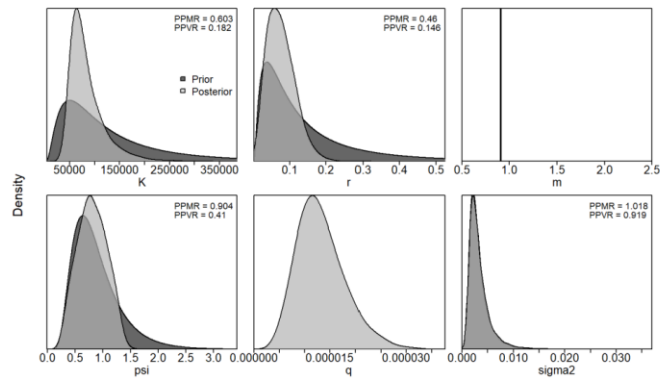 PPMR = 0.603
PPVR = 0.182
Prior
Posterior
50000 150000 250000 350000
K
PPMR = 0.46
PPVR = 0.146
0.1 0.2 0.3 0.4 0.5
r
0.5 1.0 1.5 2.0 2.5
m
Density
PPMR = 0.904
PPVR = 0.41
0.0 0.5 1.0 1.5 2.0 2.5 3.0
psi
0.000000 0.000015 0.000030
q
PPMR = 1.018
PPVR = 0.919
0.000 0.010 0.020 0.030
sigma2